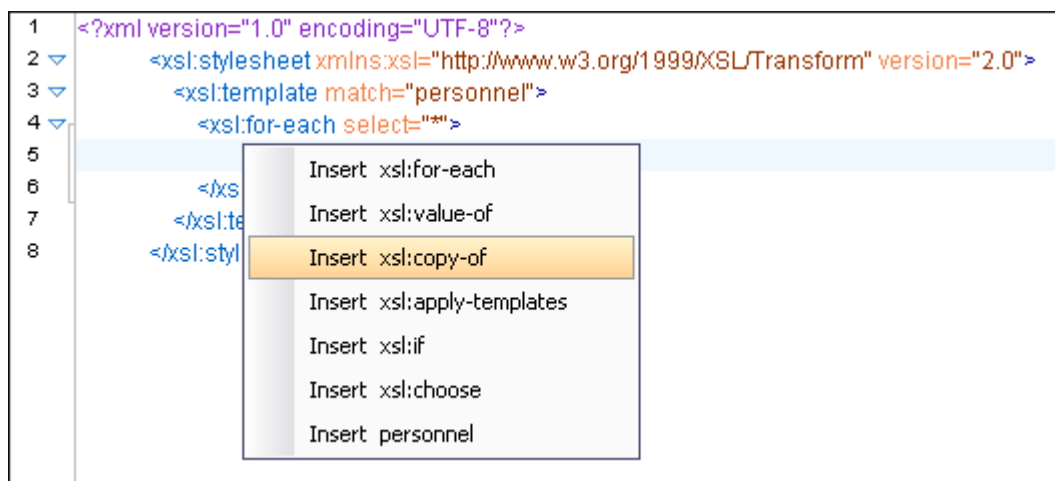 1 <?xml version="1.0" encoding="UTF-8"?>
2 <xsl:stylesheet xmlns:xsl="http://www.w3.org/1999/XSL/Transform" version="2.0">
3 <xsl:template match="personnel">
4 <xsl:for-each select="*">
5
Insert xsl:for-each
6 </xs
Insert xsl:value-of
7 </xsl:te
8 </xsl:styl
Insert xsl:copy-of
Insert xsl:apply-templates
Insert xsl:if
Insert xsl:choose
Insert personnel